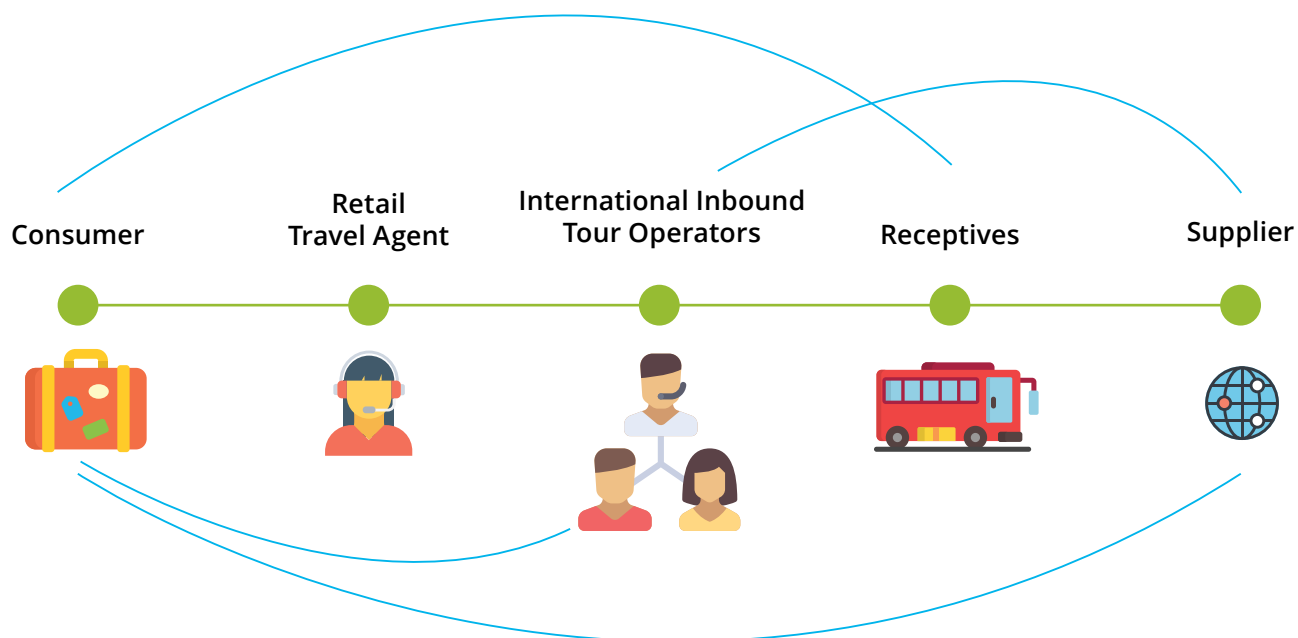 Consumer
Retail
Travel Agent
International Inbound
Tour Operators
Receptives
Supplier